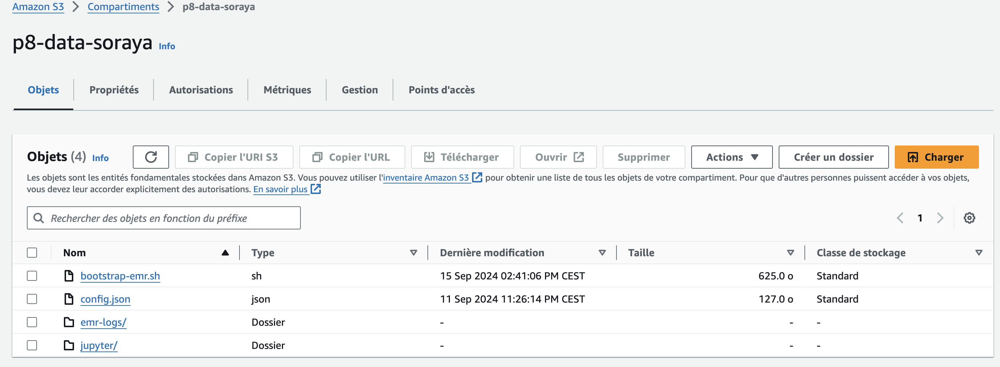 Amazon S3 > Compartiments > p8-data-soraya
p8-data-soraya Info
Objets Propriétés Autorisations Métriques Gestion Points d'accès
Objets (4) Info Copier l'URI S3 Copier l'URL Télécharger Ouvrir Supprimer Actions Créer un dossier Charger
Les objets sont les entités fondamentales stockées dans Amazon S3. Vous pouvez utiliser l'inventaire Amazon S3 pour obtenir une liste de tous les objets de votre compartiment. Pour que d'autres personnes puissent accéder à vos objets,
vous devez leur accorder explicitement des autorisations. En savoir plus
Rechercher des objets en fonction du préfixe 1
Nom Type Dernière modification Taille Classe de stockage
bootstrap-emr.sh sh 15 Sep 2024 02:41:06 PM CEST 625.0 o Standard
config.json json 11 Sep 2024 11:26:14 PM CEST 127.0 o Standard
emr-logs/ Dossier - - -
jupyter/ Dossier - - -